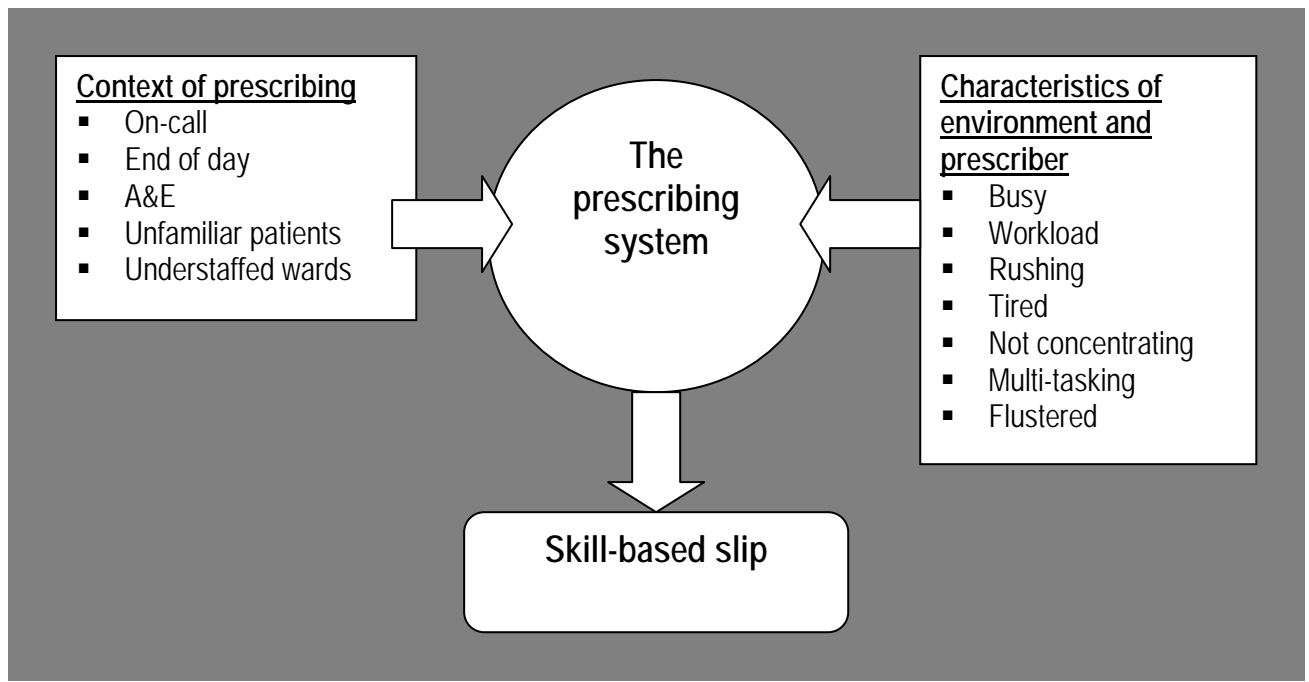 Context of prescribing
▪ On-call
▪ End of day
▪ A&E
▪ Unfamiliar patients
▪ Understaffed wards
The
prescribing
system
Characteristics of
environment and
prescriber
▪ Busy
▪ Workload
▪ Rushing
▪ Tired
▪ Not concentrating
▪ Multi-tasking
▪ Flustered
Skill-based slip